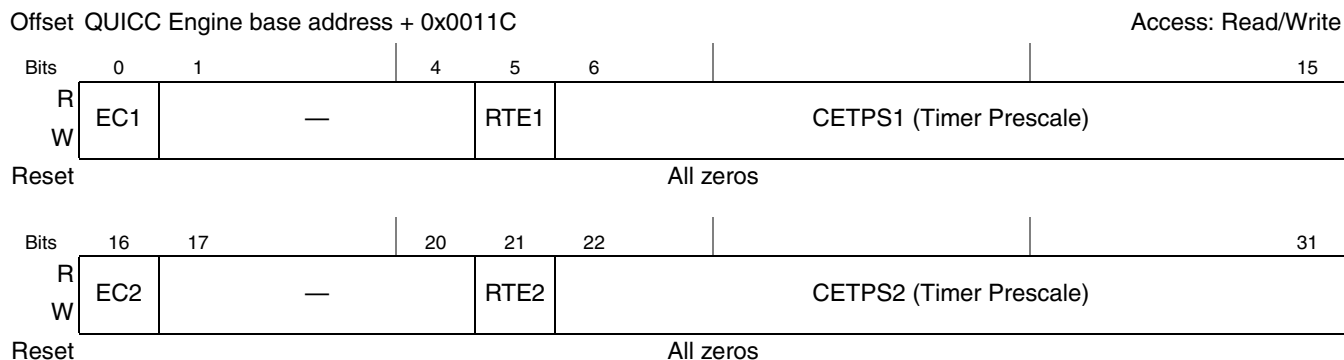 Offset QUICC Engine base address + 0x0011C Access: Read/Write
Bits 0 1 4 5 6 15
R
EC1 — RTE1 CETPS1 (Timer Prescale)
W
Reset All zeros
Bits 16 17 20 21 22 31
R
EC2 — RTE2 CETPS2 (Timer Prescale)
W
Reset All zeros